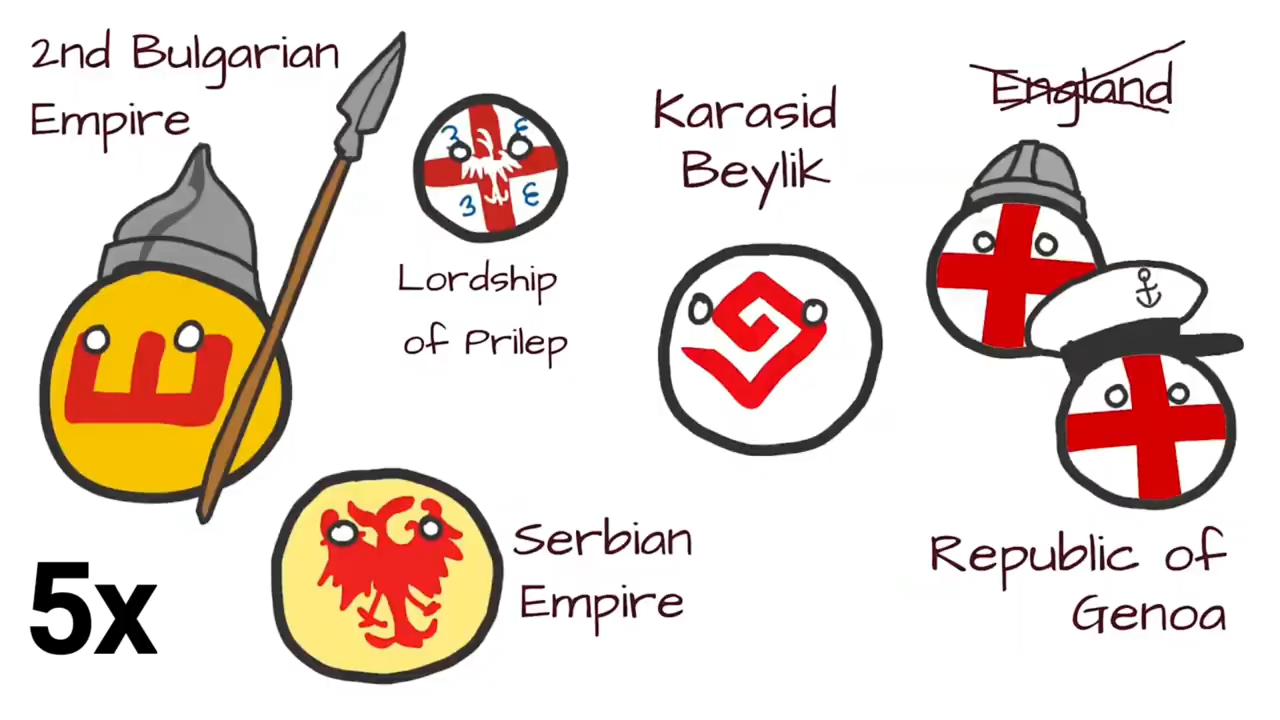 2nd Bulgarian
Empire
Lordship
of Prilep
Karasid
Beylik
England
Serbian
Empire
Republic of
Genoa
5x